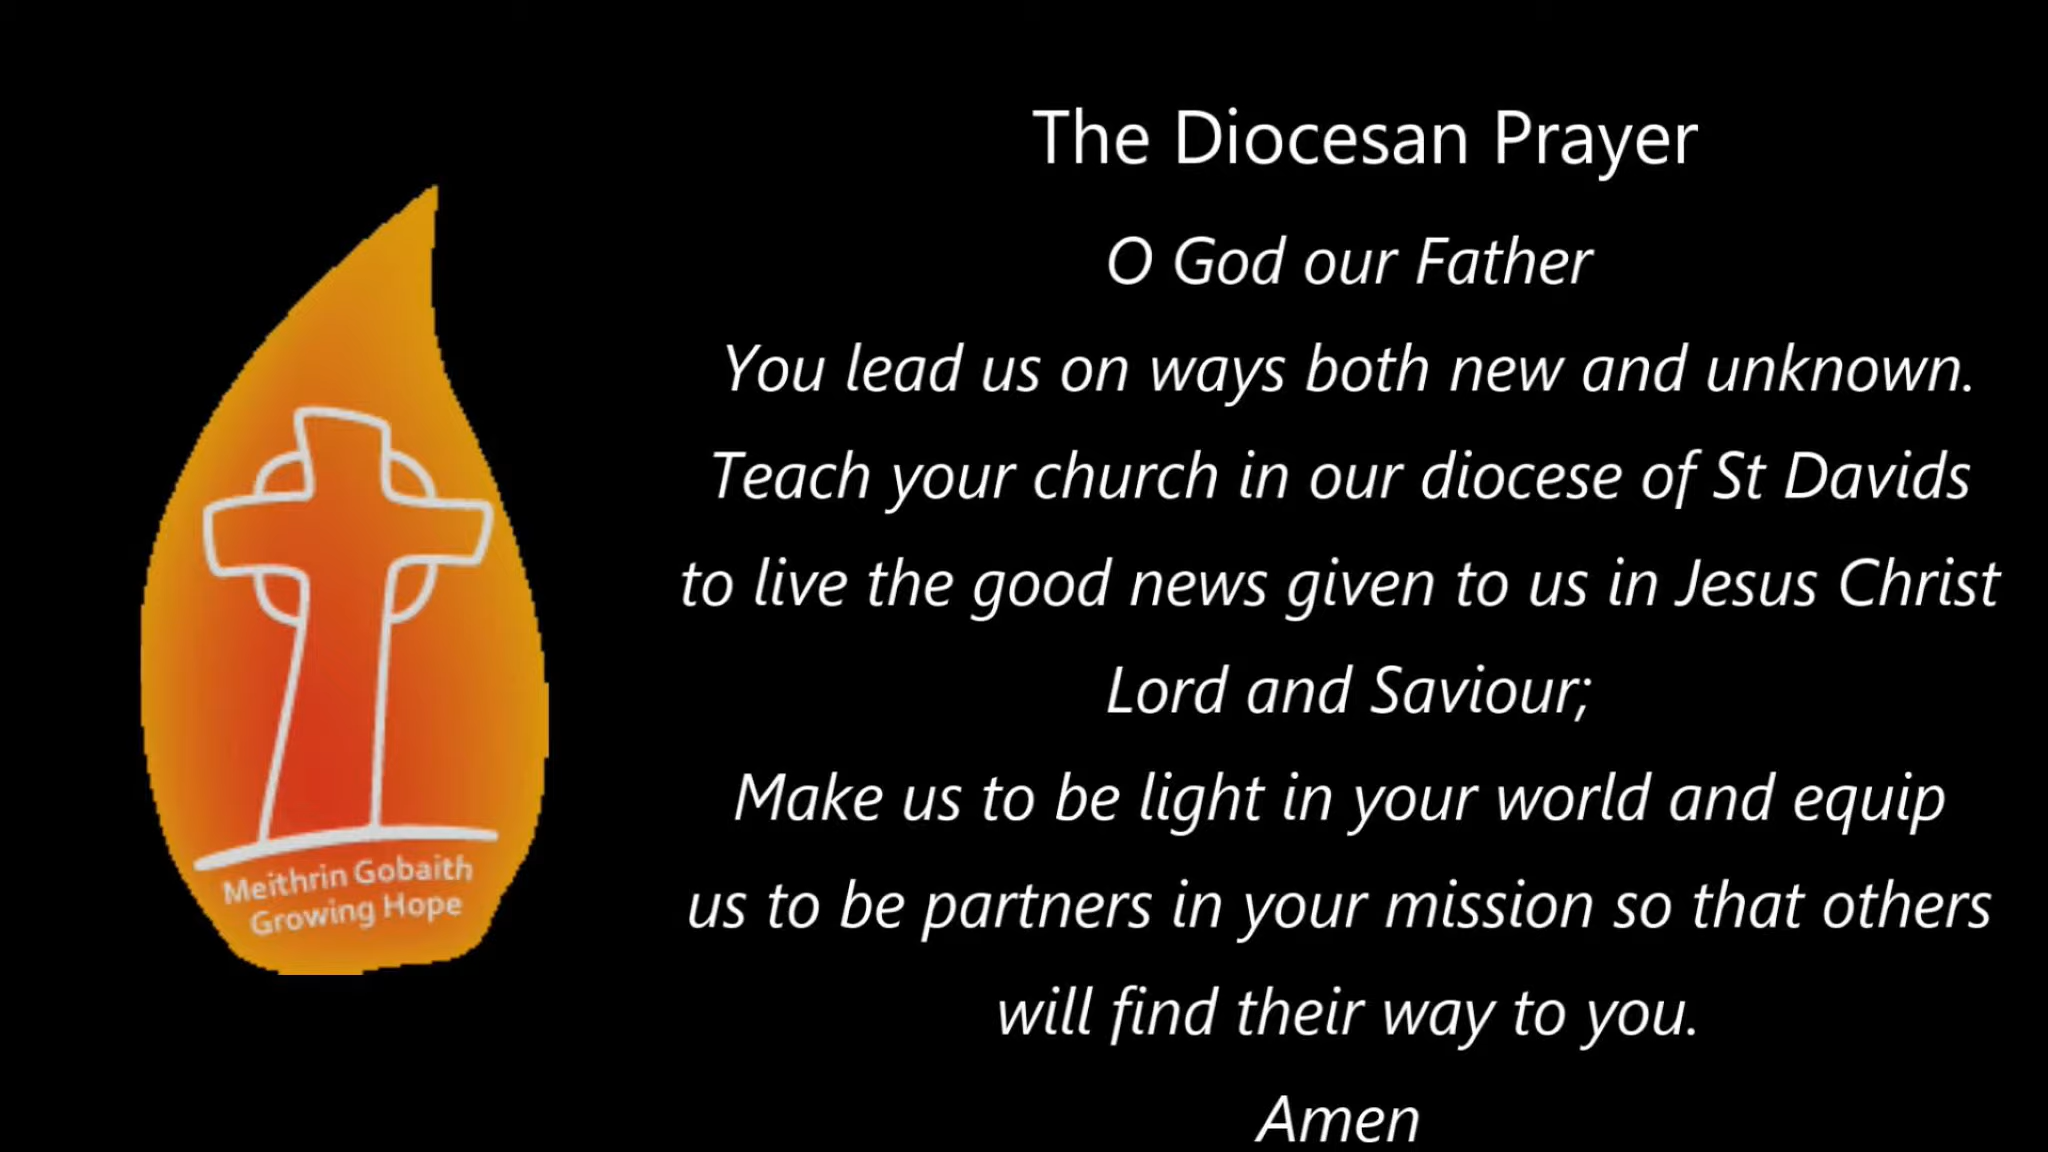 The Diocesan Prayer
O God our Father
You lead us on ways both new and unknown.
Teach your church in our diocese of St Davids
to live the good news given to us in Jesus Christ
Lord and Saviour;
Make us to be light in your world and equip
us to be partners in your mission so that others
will find their way to you.
Amen
Meithrin Gobaith
Growing Hope